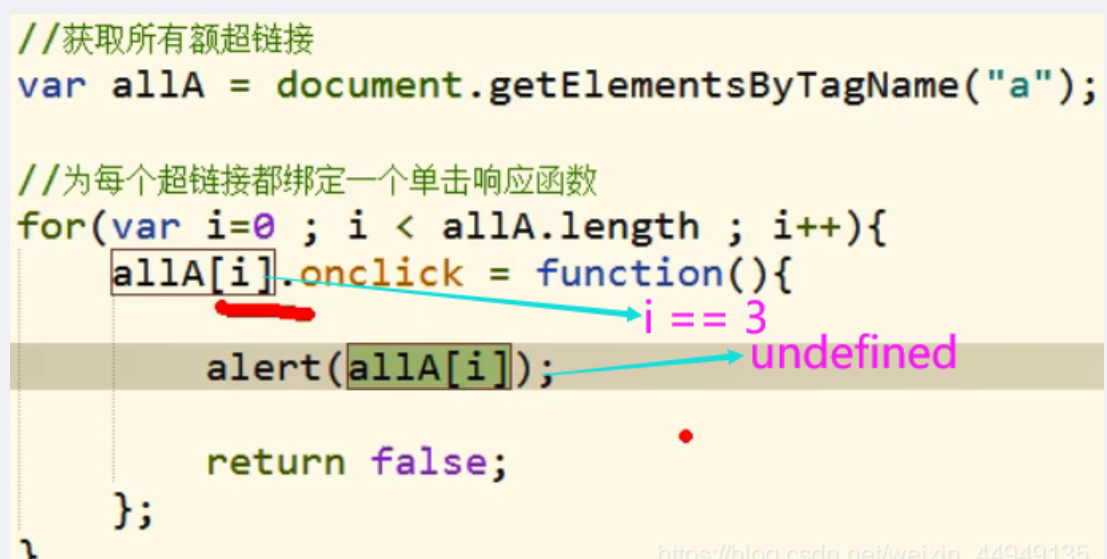 //获取所有额超链接
var allA = document.getElementsByTagName("a");
//为每个超链接都绑定一个单击响应函数
for(var i=0 ; i < allA.length ; i++){
allA[i].onclick = function(){
i == 3
alert(allA[i]);
undefined
return false;
};
}
https://blog.csdn.net/weixin_44949135